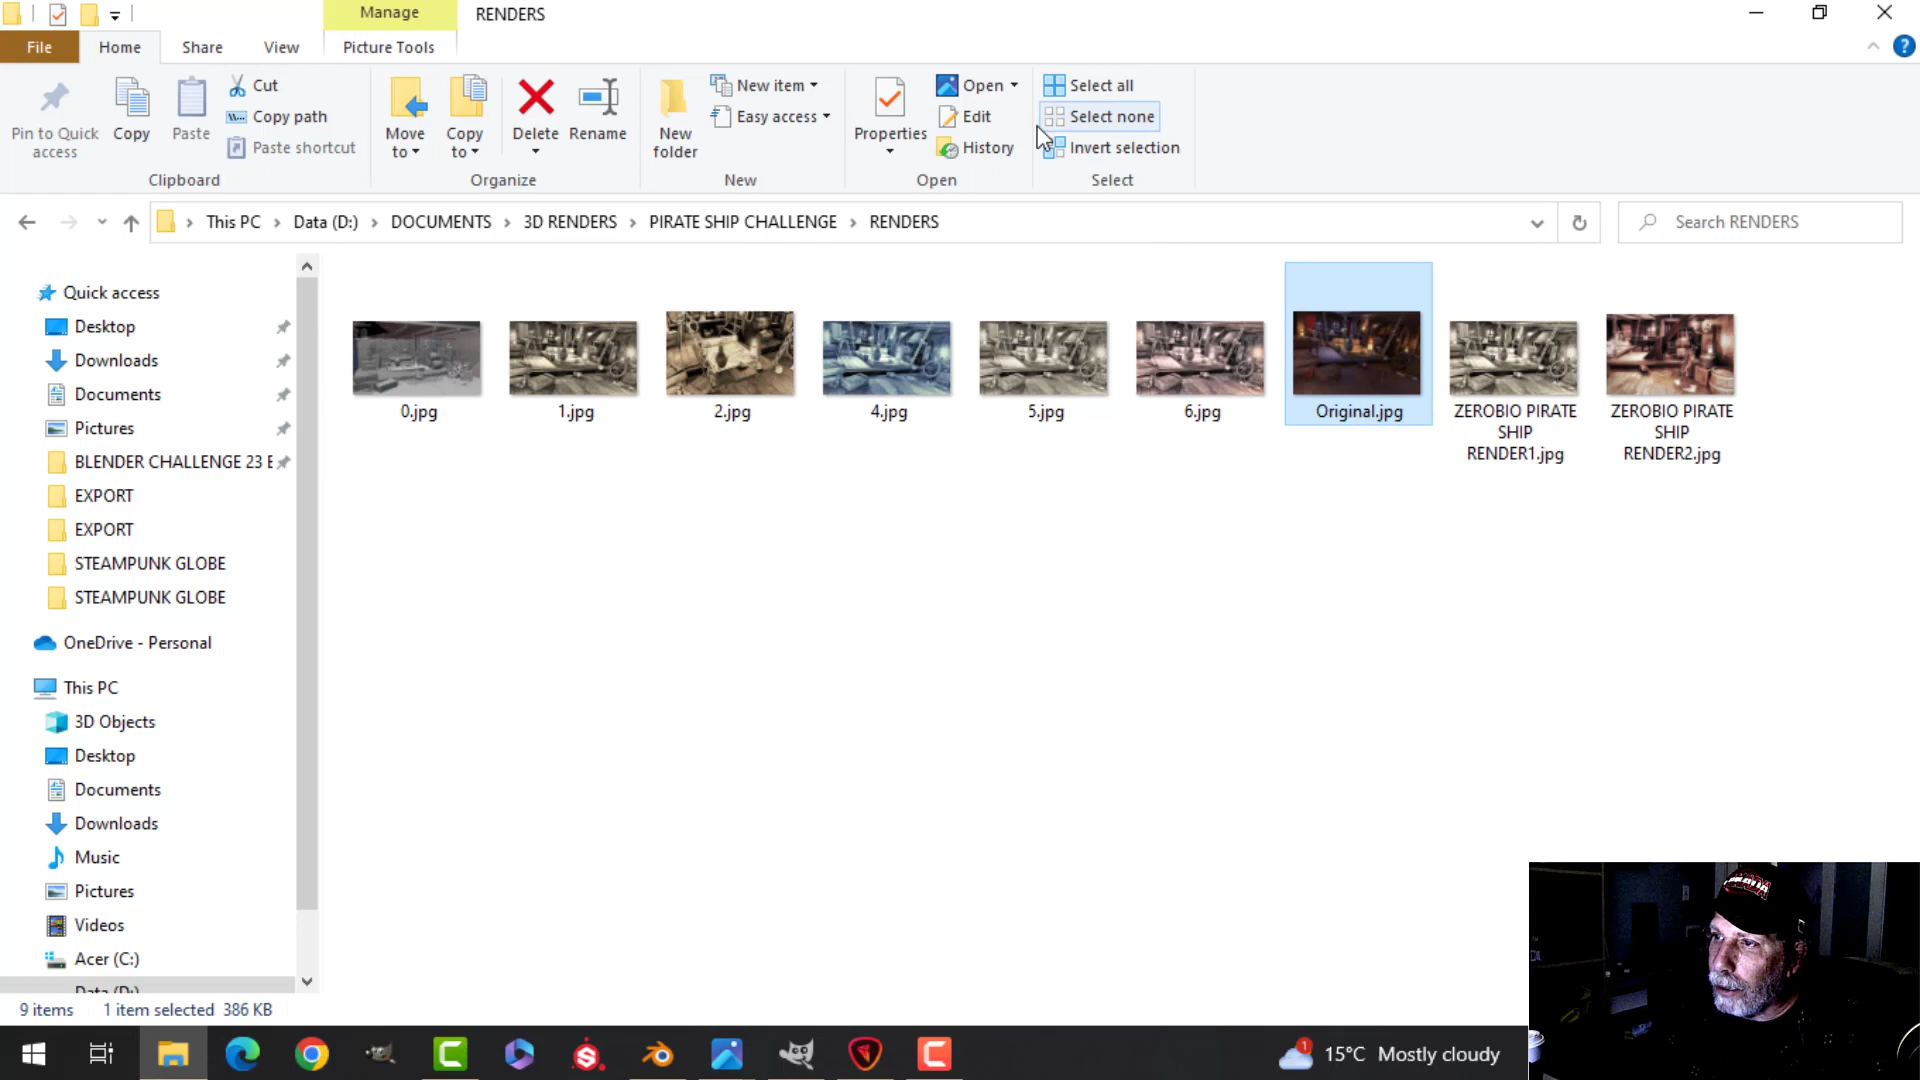 Manage
RENDERS
File
Home
Share
View
Picture Tools
Pin to Quick
access
Copy
Paste
Cut
Copy path
Paste shortcut
Clipboard
Move
to
Copy
to
Delete
Rename
Organize
New
folder
New item
Easy access
New
Properties
Open
Edit
History
Open
Select all
Select none
Invert selection
Select
This PC
Data (D:)
DOCUMENTS
3D RENDERS
PIRATE SHIP CHALLENGE
RENDERS
Search RENDERS
Quick access
Desktop
Downloads
Documents
Pictures
BLENDER CHALLENGE 23 E
EXPORT
EXPORT
STEAMPUNK GLOBE
STEAMPUNK GLOBE
OneDrive - Personal
This PC
3D Objects
Desktop
Documents
Downloads
Music
Pictures
Videos
Acer (C:)
Data (D:)
0.jpg
1.jpg
2.jpg
4.jpg
5.jpg
6.jpg
Original.jpg
ZEROBIO PIRATE
SHIP
RENDER1.jpg
ZEROBIO PIRATE
SHIP
RENDER2.jpg
9 items
1 item selected 386 KB
15°C Mostly cloudy